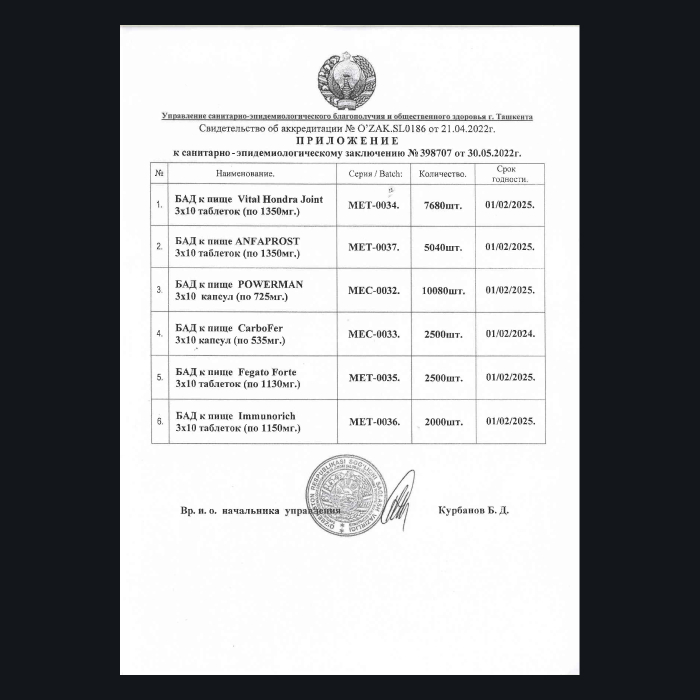 Управление санитарно-эпидемиологического благополучия и общественного здоровья г. Ташкента
Свидетельство об аккредитации № O'ZAK.SL0186 от 21.04.2022г.
ПРИЛОЖЕНИЕ
к санитарно - эпидемиологическому заключению № 398707 от 30.05.2022г.
№ Наименование. Серия / Batch: Количество. Срок годности.
1. БАД к пище Vital Hondra Joint
3х10 таблеток (по 1350мг.) MET-0034. 7680шт. 01/02/2025.
2. БАД к пище ANFAPROST
3х10 таблеток (по 1350мг.) MET-0037. 5040шт. 01/02/2025.
3. БАД к пище POWERMAN
3х10 капсул (по 725мг.) MEC-0032. 10080шт. 01/02/2025.
4. БАД к пище CarboFer
3х10 капсул (по 535мг.) MEC-0033. 2500шт. 01/02/2024.
5. БАД к пище Fegato Forte
3х10 таблеток (по 1130мг.) MET-0035. 2500шт. 01/02/2025.
6. БАД к пище Immunorich
3х10 таблеток (по 1150мг.) MET-0036. 2000шт. 01/02/2025.
Вр. и. о. начальника управления Курбанов Б. Д.